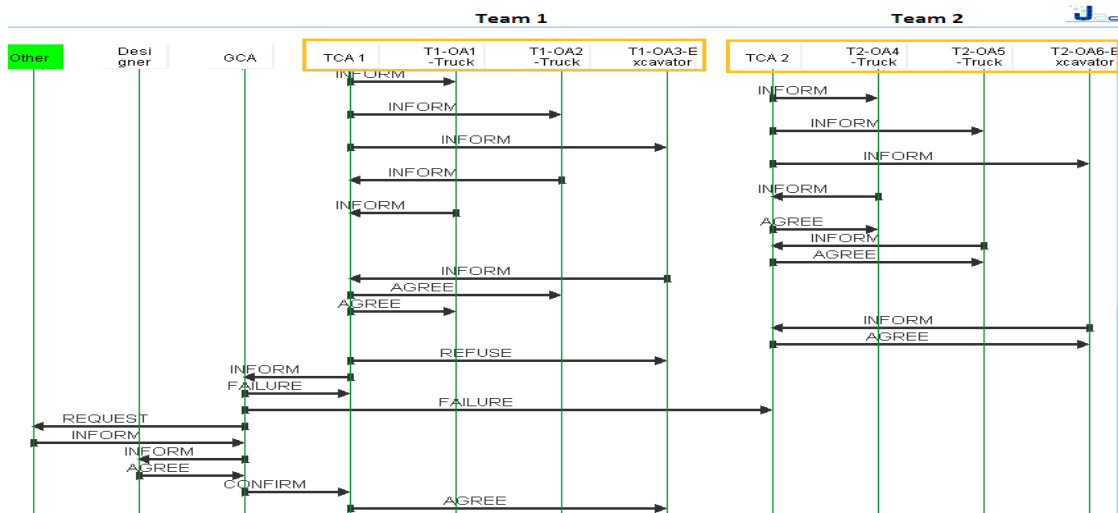 Team 1 Team 2
Other Desi gner GCA TCA 1 T1-OA1 -Truck T1-OA2 -Truck T1-OA3-E xcavator TCA 2 T2-OA4 -Truck T2-OA5 -Truck T2-OA6-E xcavator
INFORM
INFORM
INFORM
INFORM
INFORM
INFORM
INFORM
INFORM
INFORM
AGREE
INFORM
AGREE
INFORM
AGREE
AGREE
INFORM
AGREE
REFUSE
INFORM
FAILURE
FAILURE
REQUEST
INFORM
INFORM
AGREE
CONFIRM
AGREE